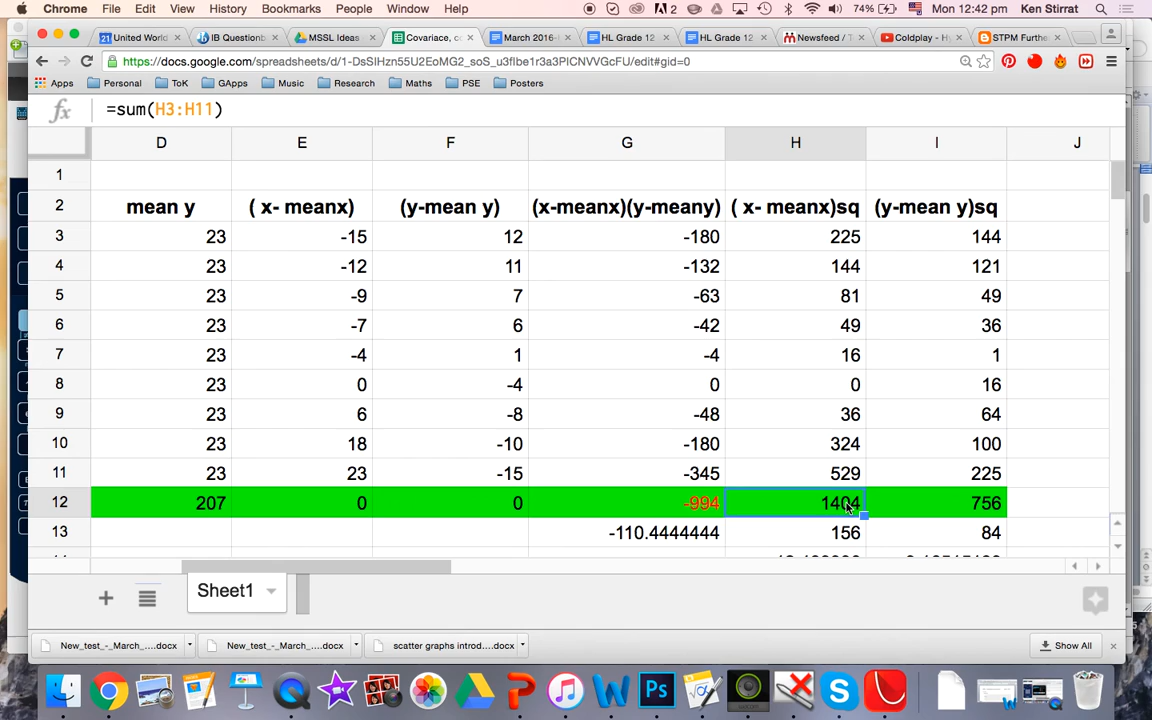 Chrome File Edit View History Bookmarks People Window Help 2 74% Mon 12:42 pm Ken Stirrat
United World IB Questionb MSSL Ideas Covariace, c March 2016- HL Grade 12 HL Grade 12 Newsfeed / T Coldplay - Hy STPM Furthe
https://docs.google.com/spreadsheets/d/1-DsSIHzn55U2EoMG2_soS_u3flbe1r3a3PlCNVVGcFU/edit#gid=0
Apps Personal ToK GApps Music Research Maths PSE Posters
fx =sum(H3:H11)
D E F G H I J
1
2 mean y ( x- meanx) (y-mean y) (x-meanx)(y-meany) ( x- meanx)sq (y-mean y)sq
3 23 -15 12 -180 225 144
4 23 -12 11 -132 144 121
5 23 -9 7 -63 81 49
6 23 -7 6 -42 49 36
7 23 -4 1 -4 16 1
8 23 0 -4 0 0 16
9 23 6 -8 -48 36 64
10 23 18 -10 -180 324 100
11 23 23 -15 -345 529 225
12 207 0 0 -994 1404 756
13 -110.4444444 156 84
+ Sheet1
New_test_-_March_....docx New_test_-_March_....docx scatter graphs introd....docx Show All